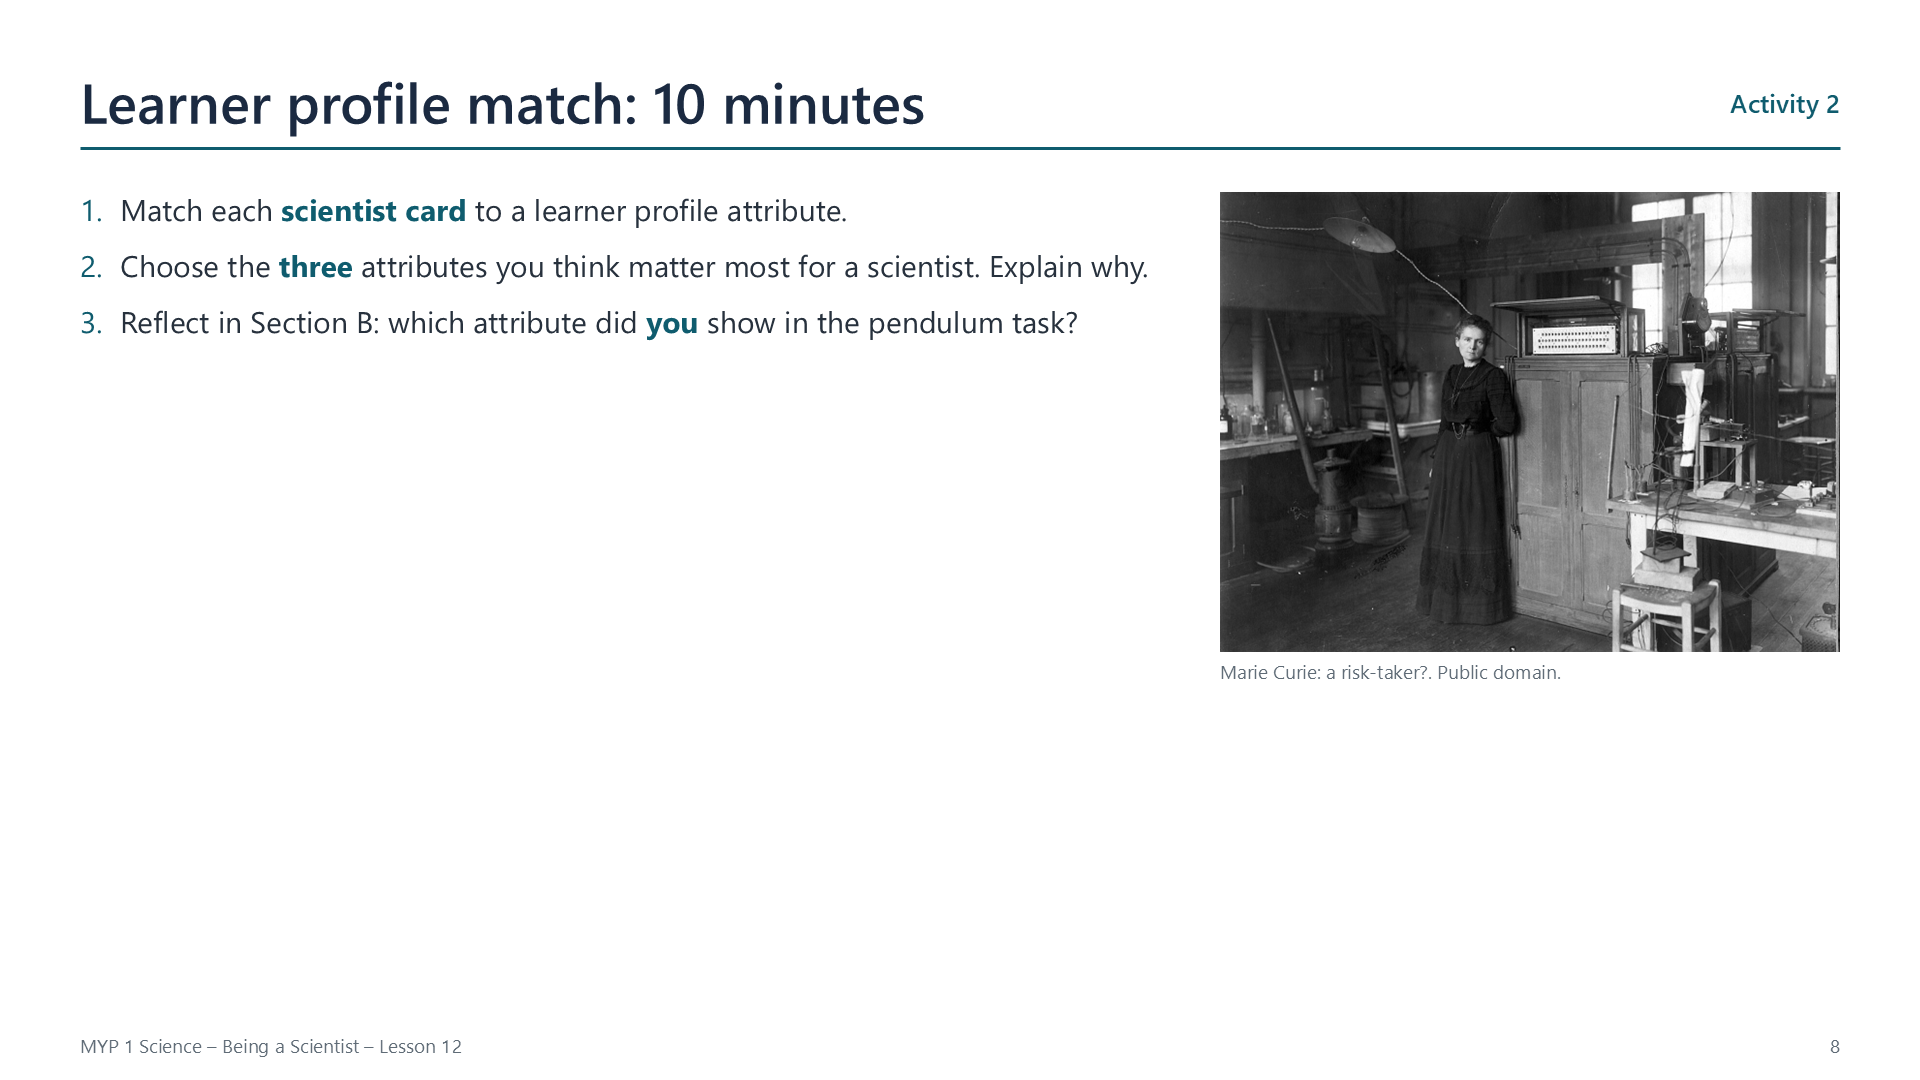 Learner profile match: 10 minutes
Activity 2
1. Match each scientist card to a learner profile attribute.
2. Choose the three attributes you think matter most for a scientist. Explain why.
3. Reflect in Section B: which attribute did you show in the pendulum task?
Marie Curie: a risk-taker?. Public domain.
MYP 1 Science – Being a Scientist – Lesson 12
8